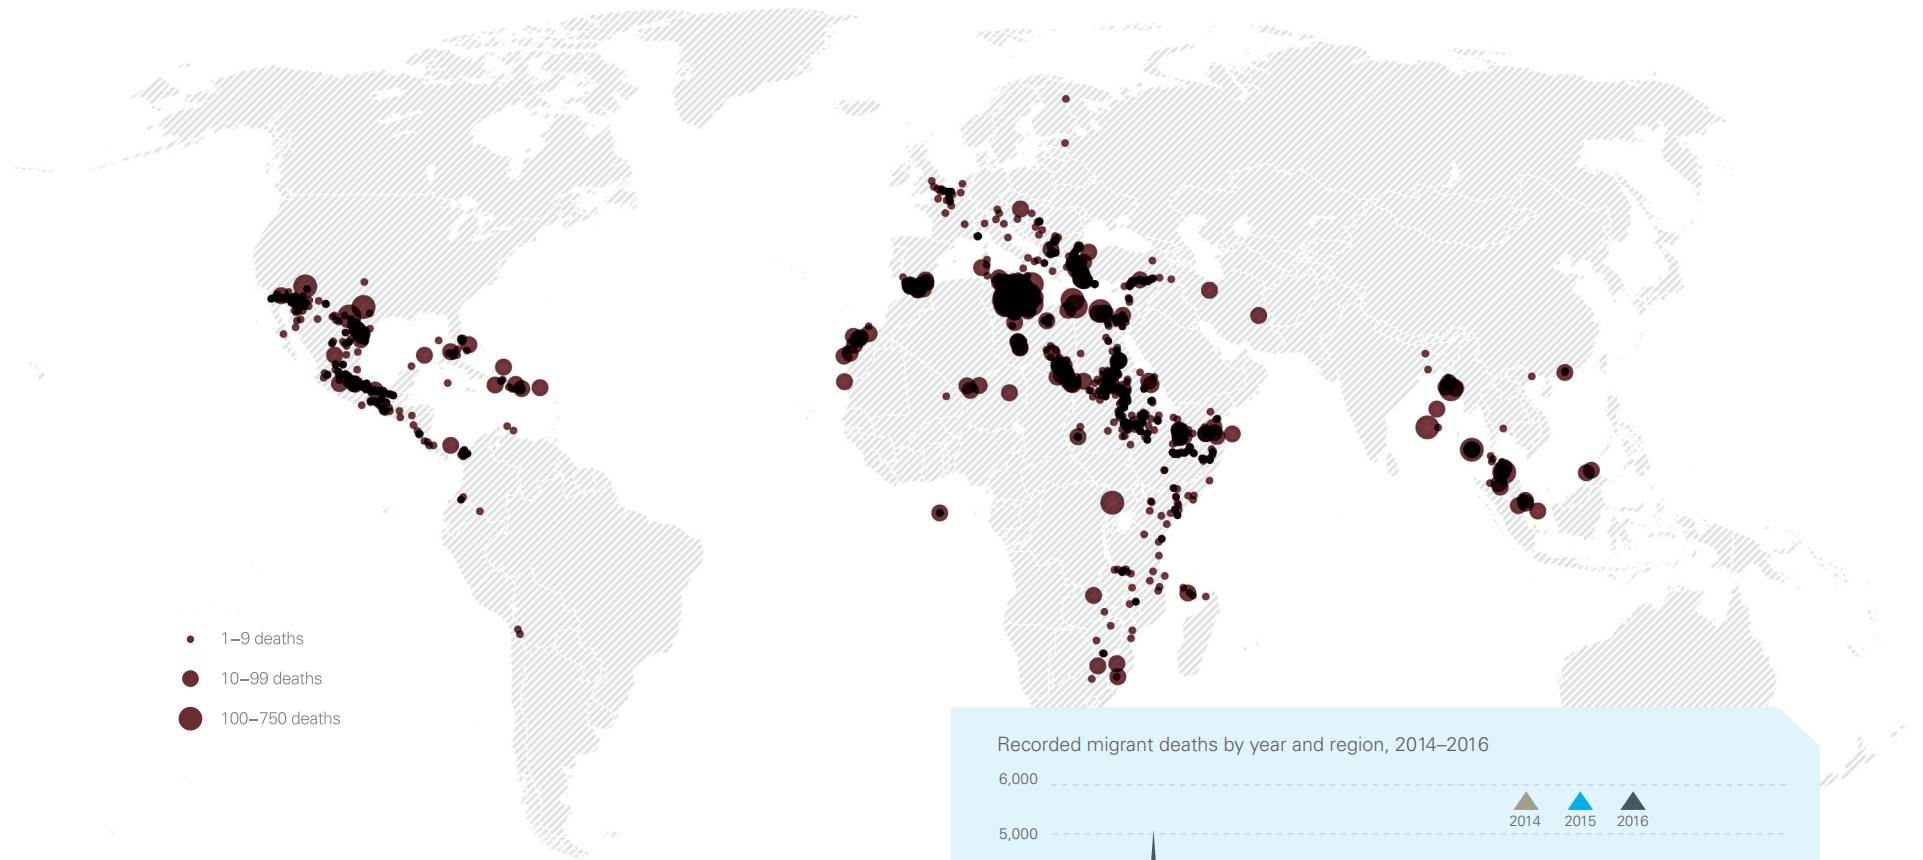 1–9 deaths
10–99 deaths
100–750 deaths
Recorded migrant deaths by year and region, 2014–2016
6,000
2014 2015 2016
5,000